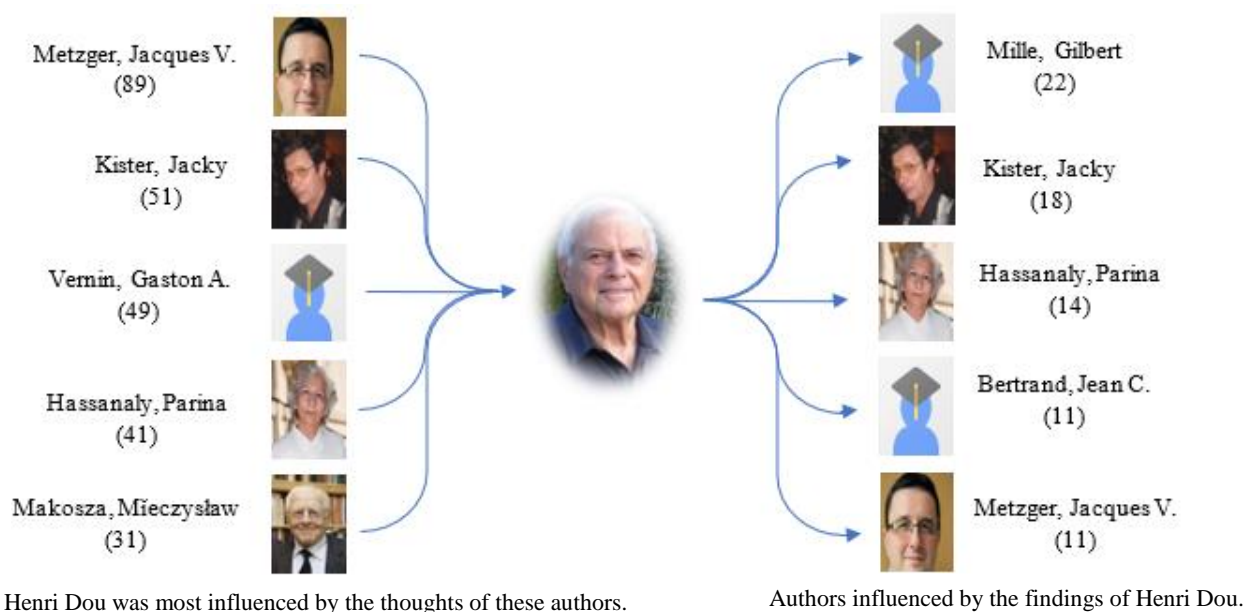 Metzger, Jacques V.
(89)
Kister, Jacky
(51)
Vernin, Gaston A.
(49)
Hassanaly, Parina
(41)
Makosza, Mieczysław
(31)
Henri Dou was most influenced by the thoughts of these authors.
Mille, Gilbert
(22)
Kister, Jacky
(18)
Hassanaly, Parina
(14)
Bertrand, Jean C.
(11)
Metzger, Jacques V.
(11)
Authors influenced by the findings of Henri Dou.